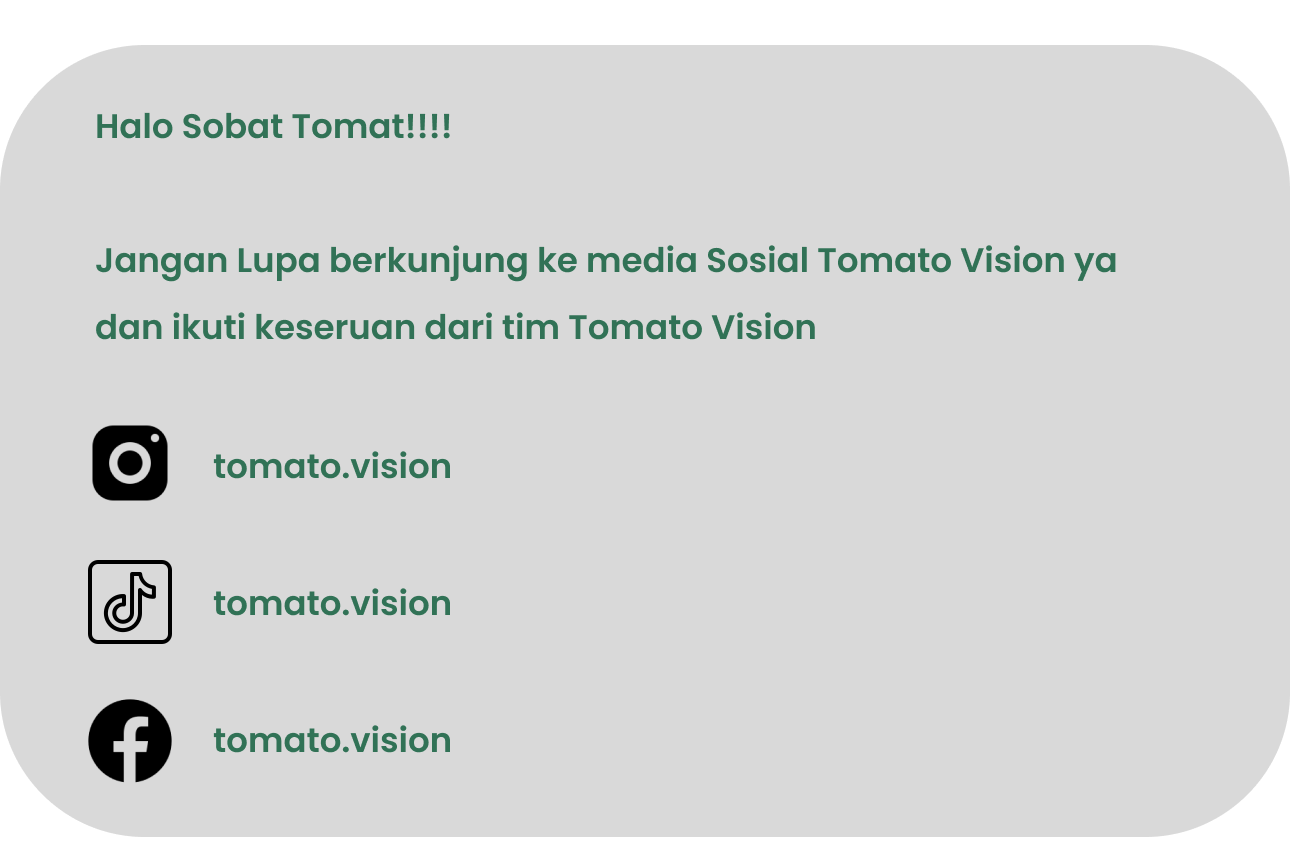 Halo Sobat Tomat!!!!
Jangan Lupa berkunjung ke media Sosial Tomato Vision ya
dan ikuti keseruan dari tim Tomato Vision
tomato.vision
tomato.vision
tomato.vision